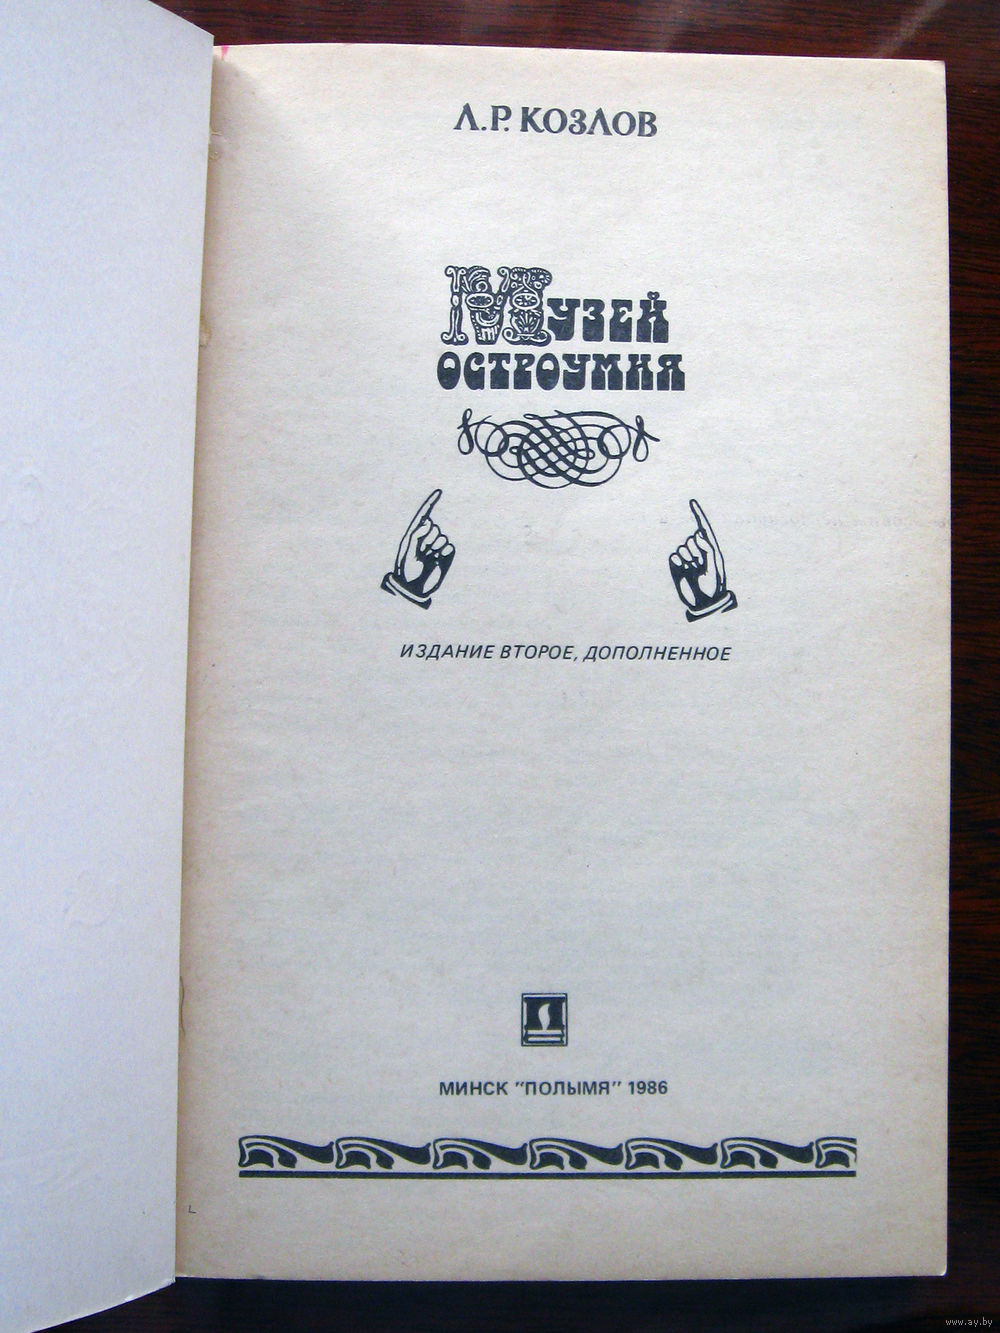 Л.Р. КОЗЛОВ
МУЗЕЙ
ОСТРОУМИЯ
ИЗДАНИЕ ВТОРОЕ, ДОПОЛНЕННОЕ
МИНСК "ПОЛЫМЯ" 1986
www.ay.by